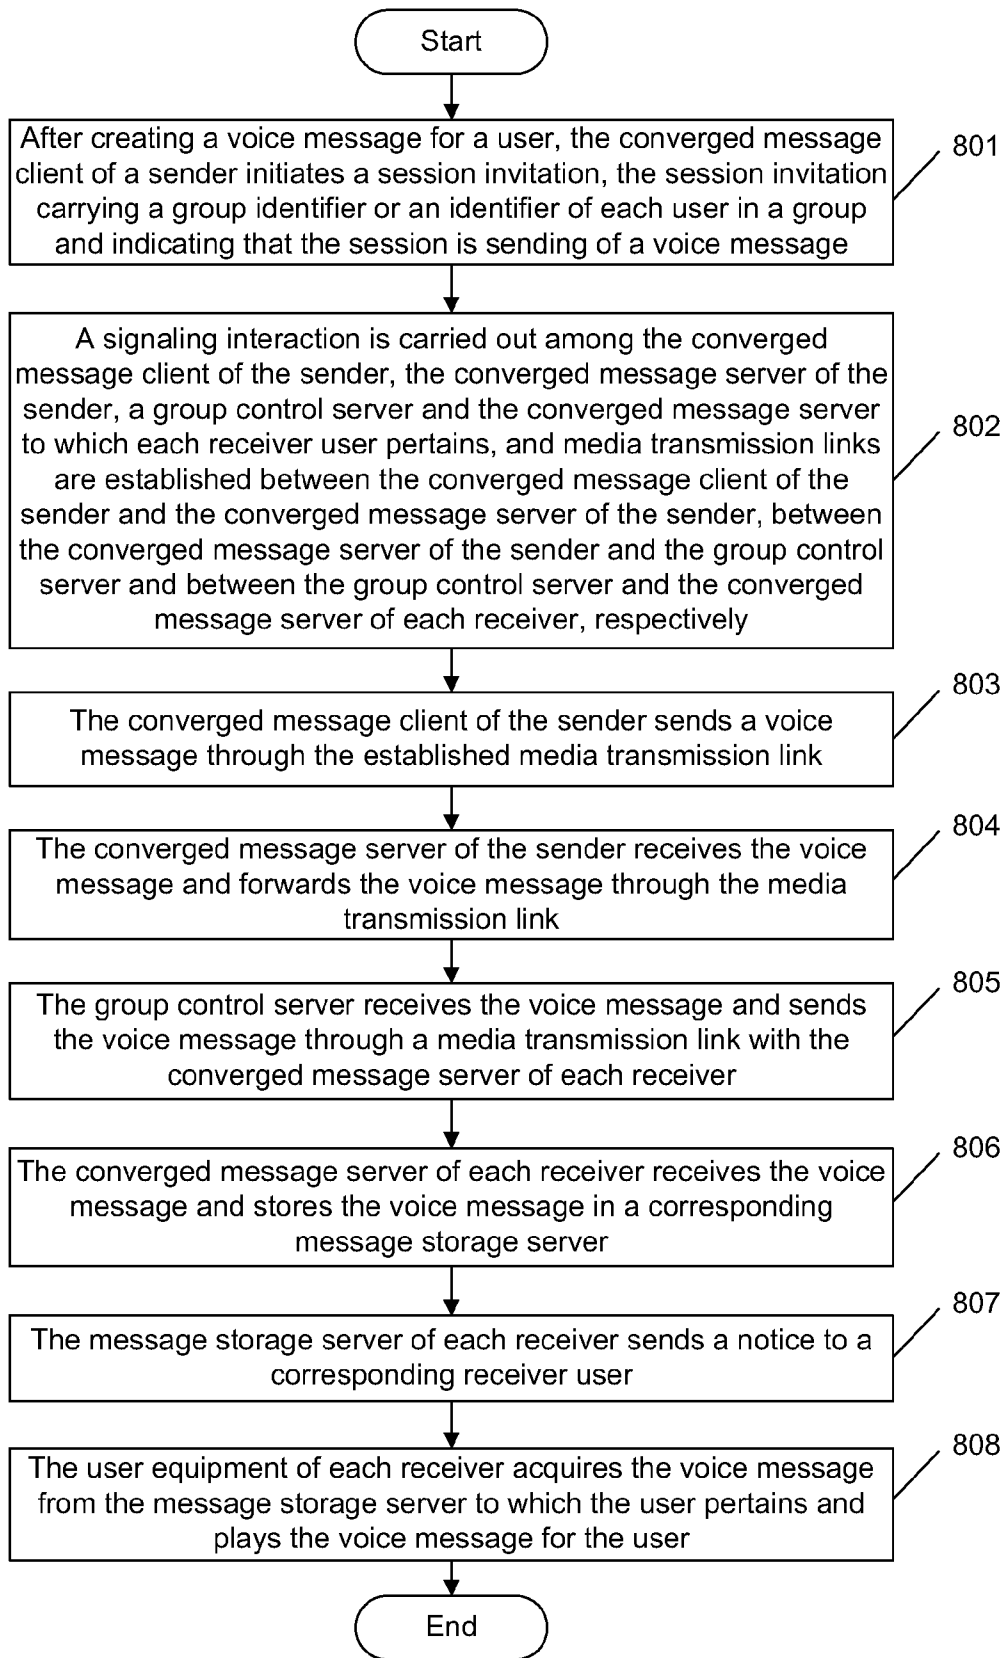 Start
After creating a voice message for a user, the converged message
client of a sender initiates a session invitation, the session invitation
carrying a group identifier or an identifier of each user in a group
and indicating that the session is sending of a voice message
801
A signaling interaction is carried out among the converged
message client of the sender, the converged message server of the
sender, a group control server and the converged message server
to which each receiver user pertains, and media transmission links
are established between the converged message client of the
sender and the converged message server of the sender, between
the converged message server of the sender and the group control
server and between the group control server and the converged
message server of each receiver, respectively
802
The converged message client of the sender sends a voice
message through the established media transmission link
803
The converged message server of the sender receives the voice
message and forwards the voice message through the media
transmission link
804
The group control server receives the voice message and sends
the voice message through a media transmission link with the
converged message server of each receiver
805
The converged message server of each receiver receives the voice
message and stores the voice message in a corresponding
message storage server
806
The message storage server of each receiver sends a notice to a
corresponding receiver user
807
The user equipment of each receiver acquires the voice message
from the message storage server to which the user pertains and
plays the voice message for the user
808
End